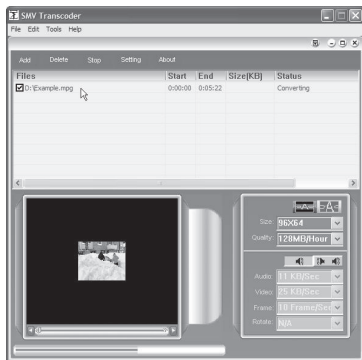 SMV Transcoder
File Edit Tools Help
Add Delete Stop Setting About
Files Start End Size(KB) Status
D:\Example.mpg 0:00:00 0:05:22 Converting
Size: 96X64
Quality: 128MB/Hour
Audio: 11 KB/Sec
Video: 25 KB/Sec
Frame: 10 Frame/Sec
Rotate: N/A